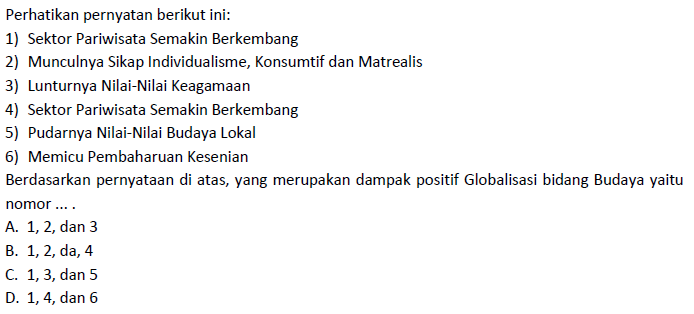 Perhatikan pernyatan berikut ini:
1) Sektor Pariwisata Semakin Berkembang
2) Munculnya Sikap Individualisme, Konsumtif dan Matrealis
3) Lunturnya Nilai-Nilai Keagamaan
4) Sektor Pariwisata Semakin Berkembang
5) Pudarnya Nilai-Nilai Budaya Lokal
6) Memicu Pembaharuan Kesenian
Berdasarkan pernyataan di atas, yang merupakan dampak positif Globalisasi bidang Budaya yaitu
nomor ... .
A. 1, 2, dan 3
B. 1, 2, da, 4
C. 1, 3, dan 5
D. 1, 4, dan 6